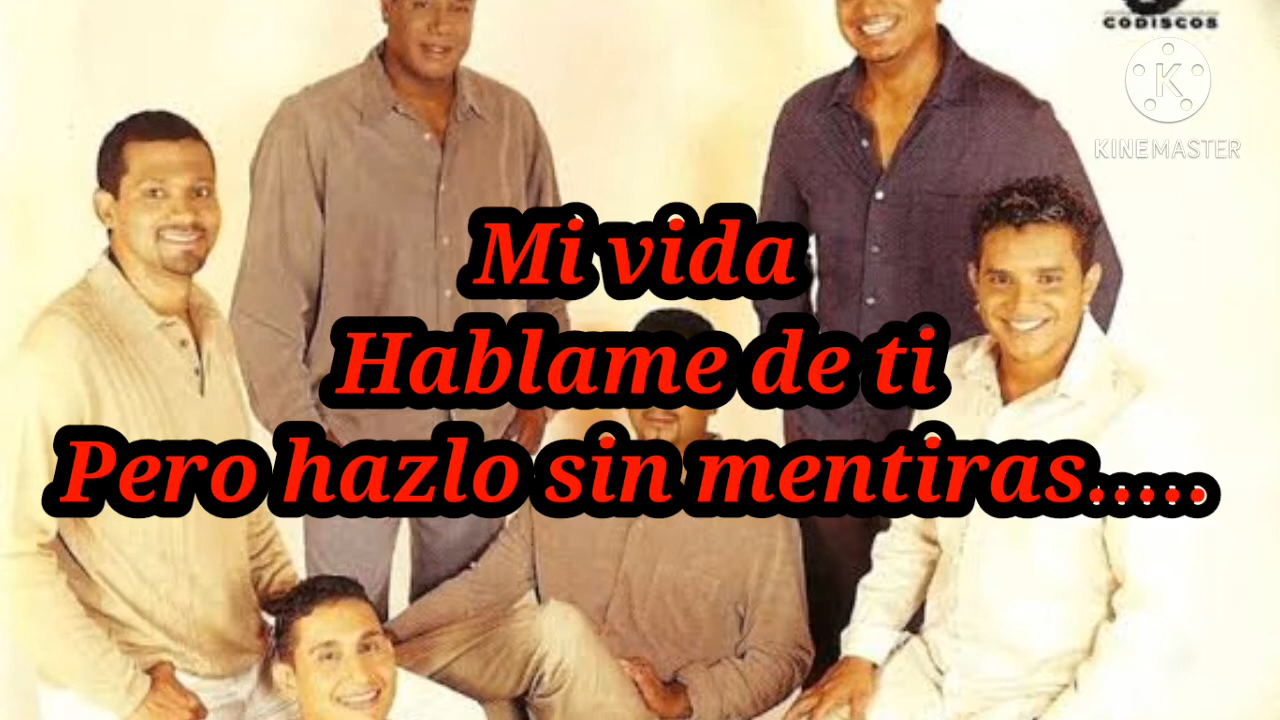 CODISCOS
K
KINEMASTER
Mi vida
Hablame de ti
Pero hazlo sin mentiras.....